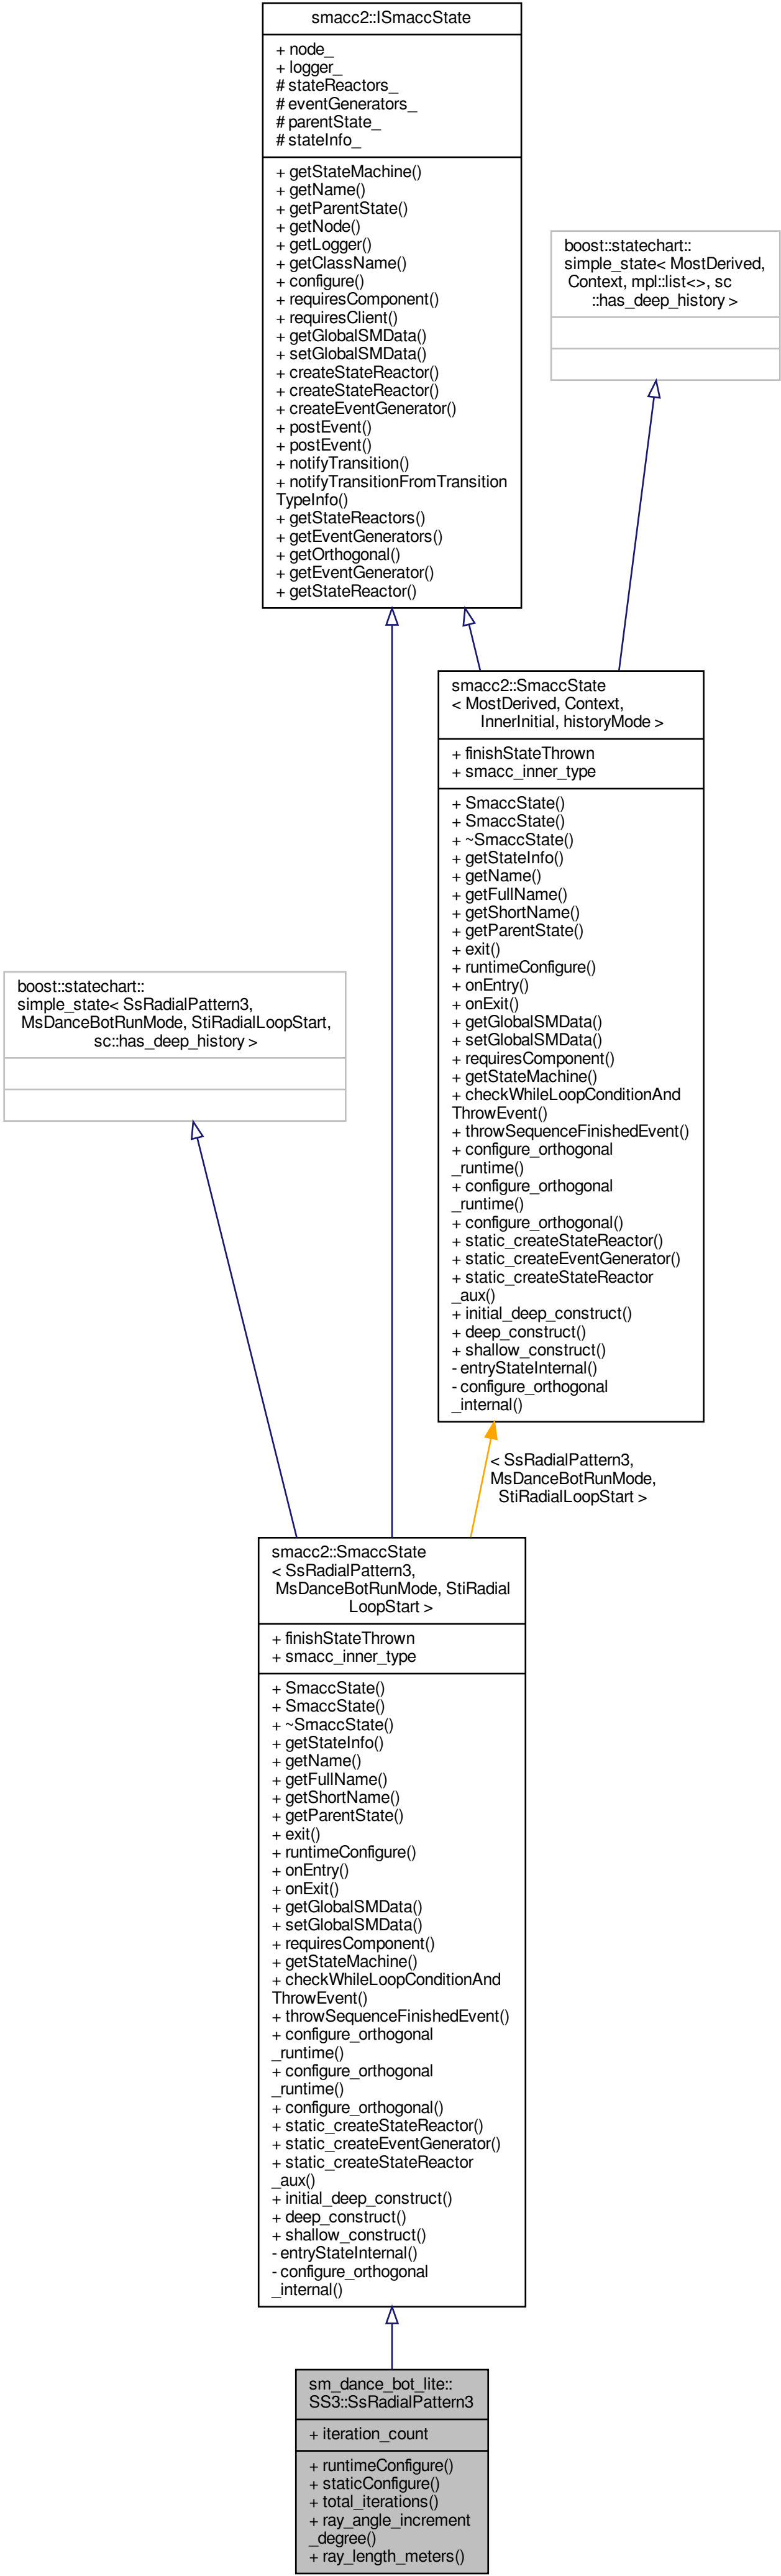 smacc2::ISmaccState
+ node_
+ logger_
# stateReactors_
# eventGenerators_
# parentState_
# stateInfo_
+ getStateMachine()
+ getName()
+ getParentState()
+ getNode()
+ getLogger()
+ getClassName()
+ configure()
+ requiresComponent()
+ requiresClient()
+ getGlobalSMData()
+ setGlobalSMData()
+ createStateReactor()
+ createStateReactor()
+ createEventGenerator()
+ postEvent()
+ postEvent()
+ notifyTransition()
+ notifyTransitionFromTransition
TypeInfo()
+ getStateReactors()
+ getEventGenerators()
+ getOrthogonal()
+ getEventGenerator()
+ getStateReactor()
boost::statechart::
simple_state< MostDerived,
Context, mpl::list<>, sc
::has_deep_history >
smacc2::SmaccState
< MostDerived, Context,
InnerInitial, historyMode >
+ finishStateThrown
+ smacc_inner_type
+ SmaccState()
+ SmaccState()
+ ~SmaccState()
+ getStateInfo()
+ getName()
+ getFullName()
+ getShortName()
+ getParentState()
+ exit()
+ runtimeConfigure()
+ onEntry()
+ onExit()
+ getGlobalSMData()
+ setGlobalSMData()
+ requiresComponent()
+ getStateMachine()
+ checkWhileLoopConditionAnd
ThrowEvent()
+ throwSequenceFinishedEvent()
+ configure_orthogonal
_runtime()
+ configure_orthogonal
_runtime()
+ configure_orthogonal()
+ static_createStateReactor()
+ static_createEventGenerator()
+ static_createStateReactor
_aux()
+ initial_deep_construct()
+ deep_construct()
+ shallow_construct()
- entryStateInternal()
- configure_orthogonal
_internal()
boost::statechart::
simple_state< SsRadialPattern3,
MsDanceBotRunMode, StiRadialLoopStart,
sc::has_deep_history >
< SsRadialPattern3,
MsDanceBotRunMode,
StiRadialLoopStart >
smacc2::SmaccState
< SsRadialPattern3,
MsDanceBotRunMode, StiRadial
LoopStart >
+ finishStateThrown
+ smacc_inner_type
+ SmaccState()
+ SmaccState()
+ ~SmaccState()
+ getStateInfo()
+ getName()
+ getFullName()
+ getShortName()
+ getParentState()
+ exit()
+ runtimeConfigure()
+ onEntry()
+ onExit()
+ getGlobalSMData()
+ setGlobalSMData()
+ requiresComponent()
+ getStateMachine()
+ checkWhileLoopConditionAnd
ThrowEvent()
+ throwSequenceFinishedEvent()
+ configure_orthogonal
_runtime()
+ configure_orthogonal
_runtime()
+ configure_orthogonal()
+ static_createStateReactor()
+ static_createEventGenerator()
+ static_createStateReactor
_aux()
+ initial_deep_construct()
+ deep_construct()
+ shallow_construct()
- entryStateInternal()
- configure_orthogonal
_internal()
sm_dance_bot_lite::
SS3::SsRadialPattern3
+ iteration_count
+ runtimeConfigure()
+ staticConfigure()
+ total_iterations()
+ ray_angle_increment
_degree()
+ ray_length_meters()